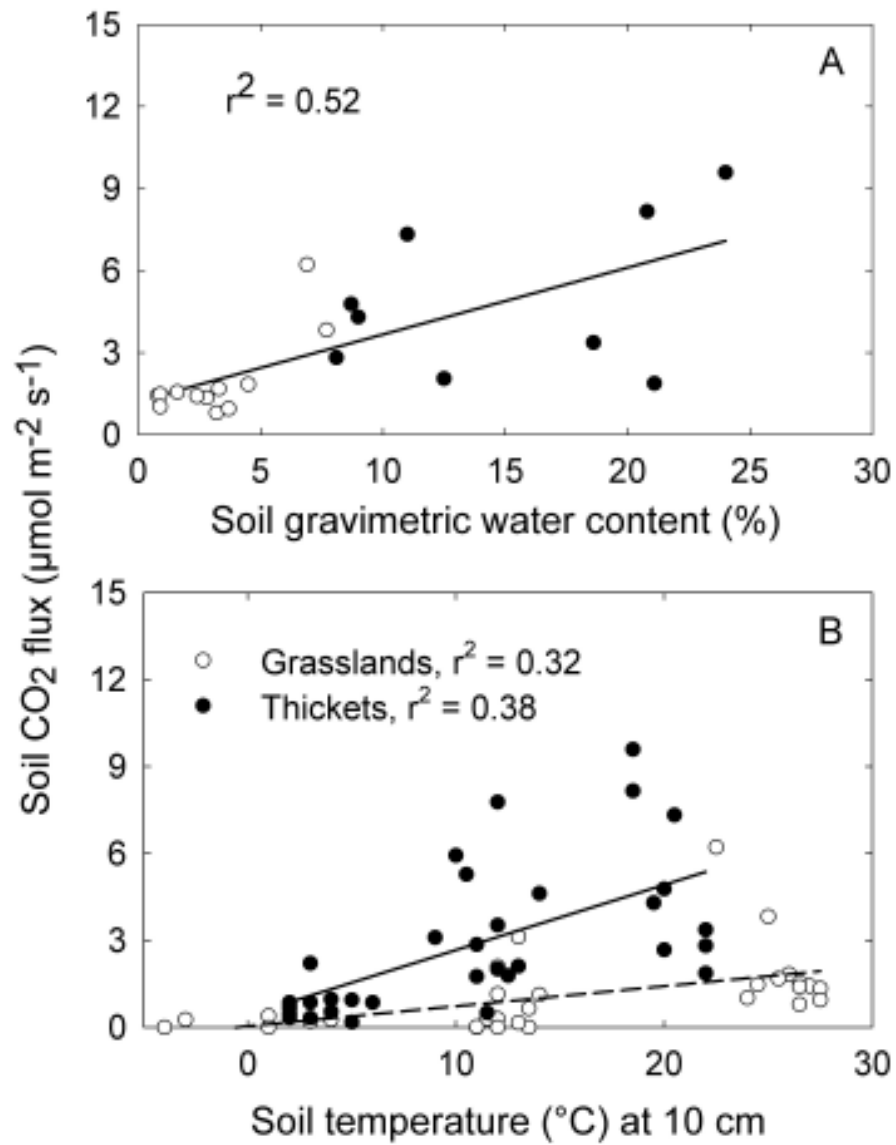 15
12
9
6
3
0
A
r² = 0.52
0 5 10 15 20 25 30
Soil gravimetric water content (%)
Soil CO₂ flux (µmol m⁻² s⁻¹)
15
12
9
6
3
0
B
Grasslands, r² = 0.32
Thickets, r² = 0.38
0 10 20 30
Soil temperature (°C) at 10 cm